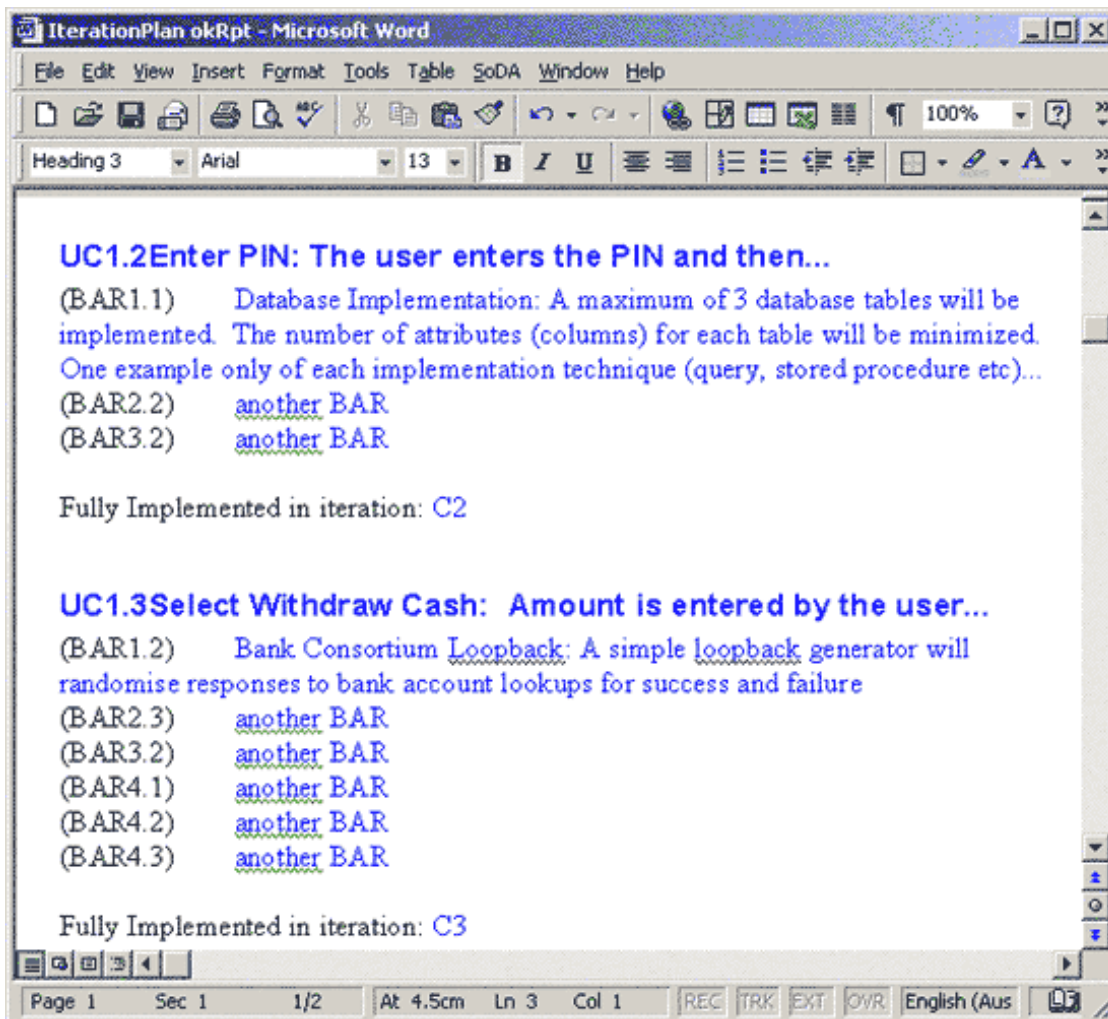 IterationPlan okRpt - Microsoft Word
File Edit View Insert Format Tools Table SoDA Window Help
ABC ¶ 100%
Heading 3 Arial 13 B I U A
UC1.2Enter PIN: The user enters the PIN and then...
(BAR1.1) Database Implementation: A maximum of 3 database tables will be
implemented. The number of attributes (columns) for each table will be minimized.
One example only of each implementation technique (query, stored procedure etc)...
(BAR2.2) another BAR
(BAR3.2) another BAR
Fully Implemented in iteration: C2
UC1.3Select Withdraw Cash: Amount is entered by the user...
(BAR1.2) Bank Consortium Loopback: A simple loopback generator will
randomise responses to bank account lookups for success and failure
(BAR2.3) another BAR
(BAR3.2) another BAR
(BAR4.1) another BAR
(BAR4.2) another BAR
(BAR4.3) another BAR
Fully Implemented in iteration: C3
Page 1 Sec 1 1/2 At 4.5cm Ln 3 Col 1 REC TRK EXT OVR English (Aus